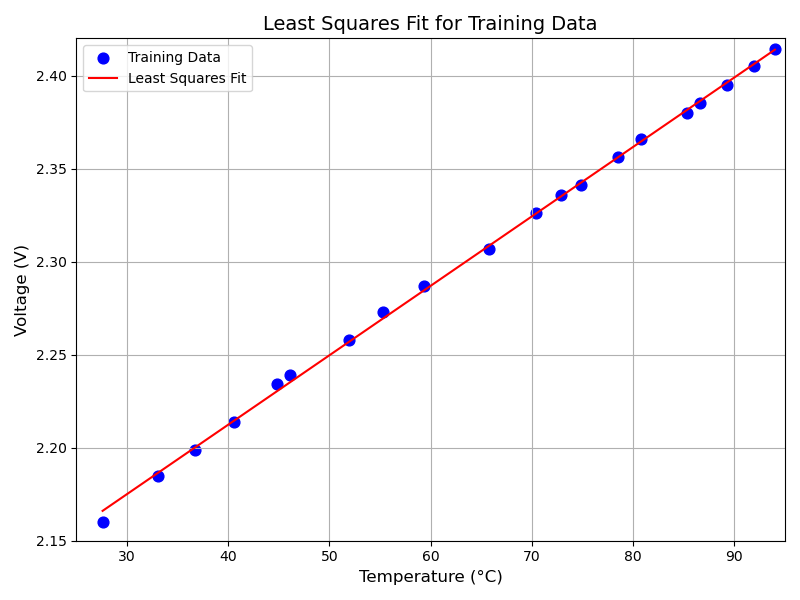 Least Squares Fit for Training Data
Training Data
Least Squares Fit
Voltage (V)
2.40
2.35
2.30
2.25
2.20
2.15
30 40 50 60 70 80 90
Temperature (°C)